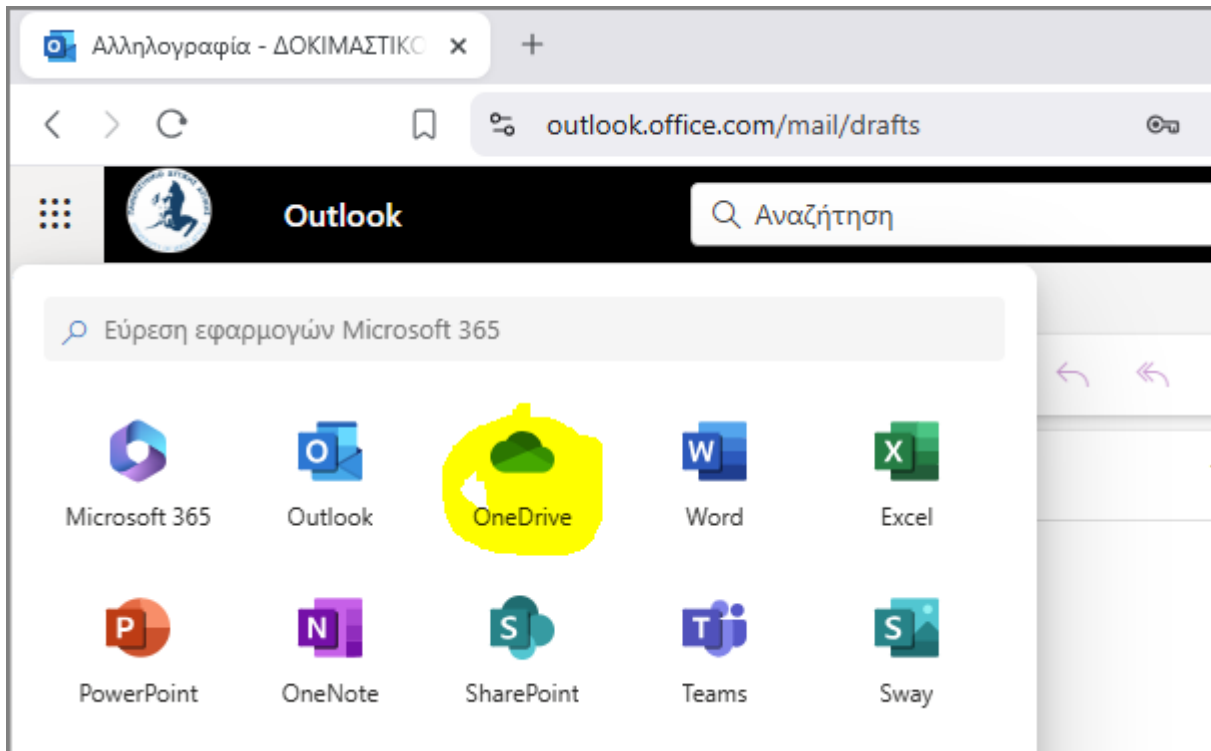 Αλληλογραφία - ΔΟΚΙΜΑΣΤΙΚΟ
outlook.office.com/mail/drafts
Outlook
Αναζήτηση
Εύρεση εφαρμογών Microsoft 365
Microsoft 365 Outlook OneDrive Word Excel
PowerPoint OneNote SharePoint Teams Sway